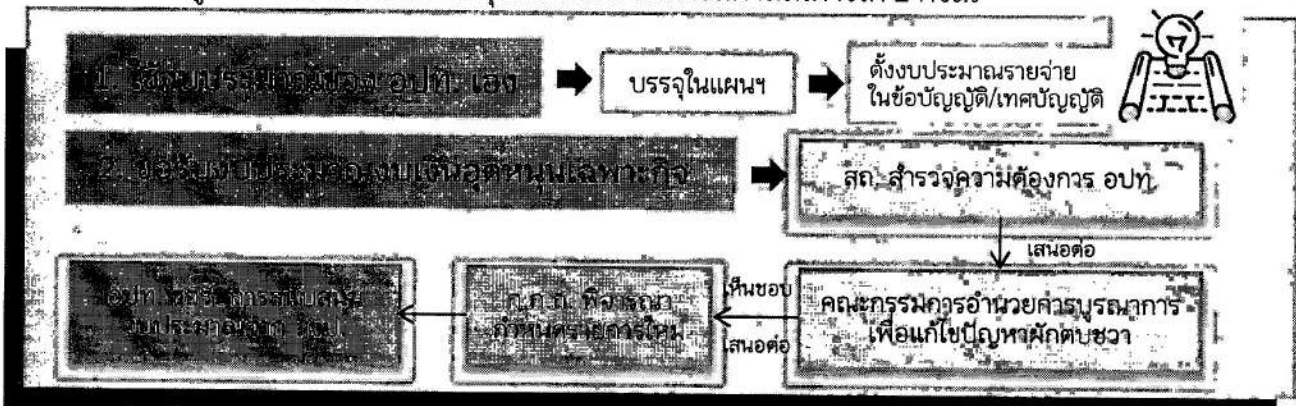 1. ใช้งบประมาณของ อปท. เอง
บรรจุในแผนฯ
ตั้งงบประมาณรายจ่าย
ในข้อบัญญัติ/เทศบัญญัติ
2. ขอรับงบประมาณงบเงินอุดหนุนเฉพาะกิจ
สถ. สำรวจความต้องการ อปท.
เสนอต่อ
คณะกรรมการอำนวยการบูรณาการ
เพื่อแก้ไขปัญหาผักตบชวา
เห็นชอบ
เสนอต่อ
ก.ก.ถ. พิจารณา
กำหนดรายการใหม่
อปท. ขอรับการสนับสนุน
งบประมาณจาก